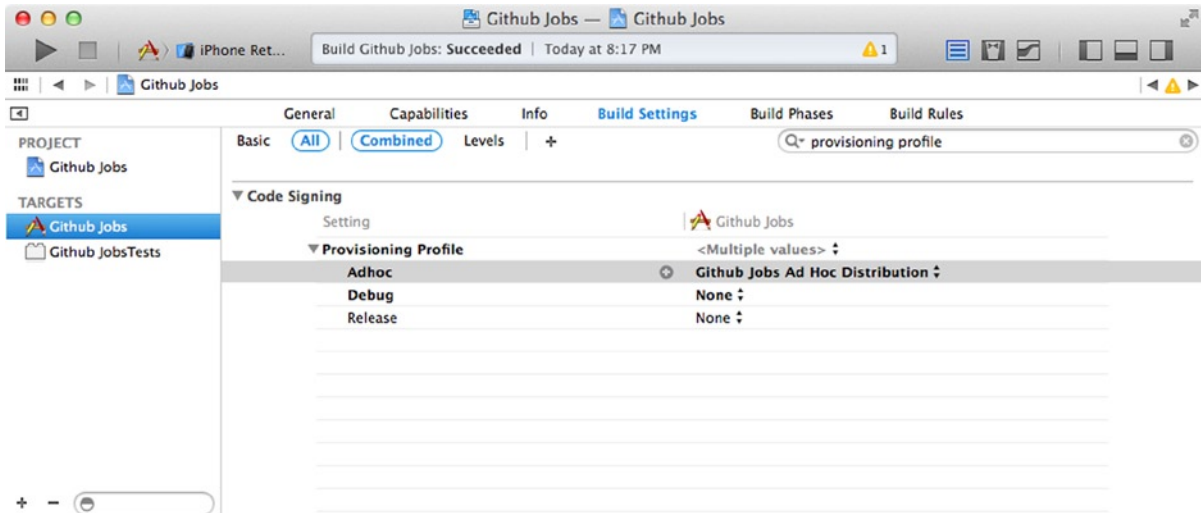 Github Jobs — Github Jobs
iPhone Ret... Build Github Jobs: Succeeded | Today at 8:17 PM 1
Github Jobs
General Capabilities Info Build Settings Build Phases Build Rules
PROJECT Basic All Combined Levels + provisioning profile
Github Jobs
TARGETS Code Signing
Github Jobs Setting Github Jobs
Github JobsTests Provisioning Profile <Multiple values>
Adhoc Github Jobs Ad Hoc Distribution
Debug None
Release None
+ −